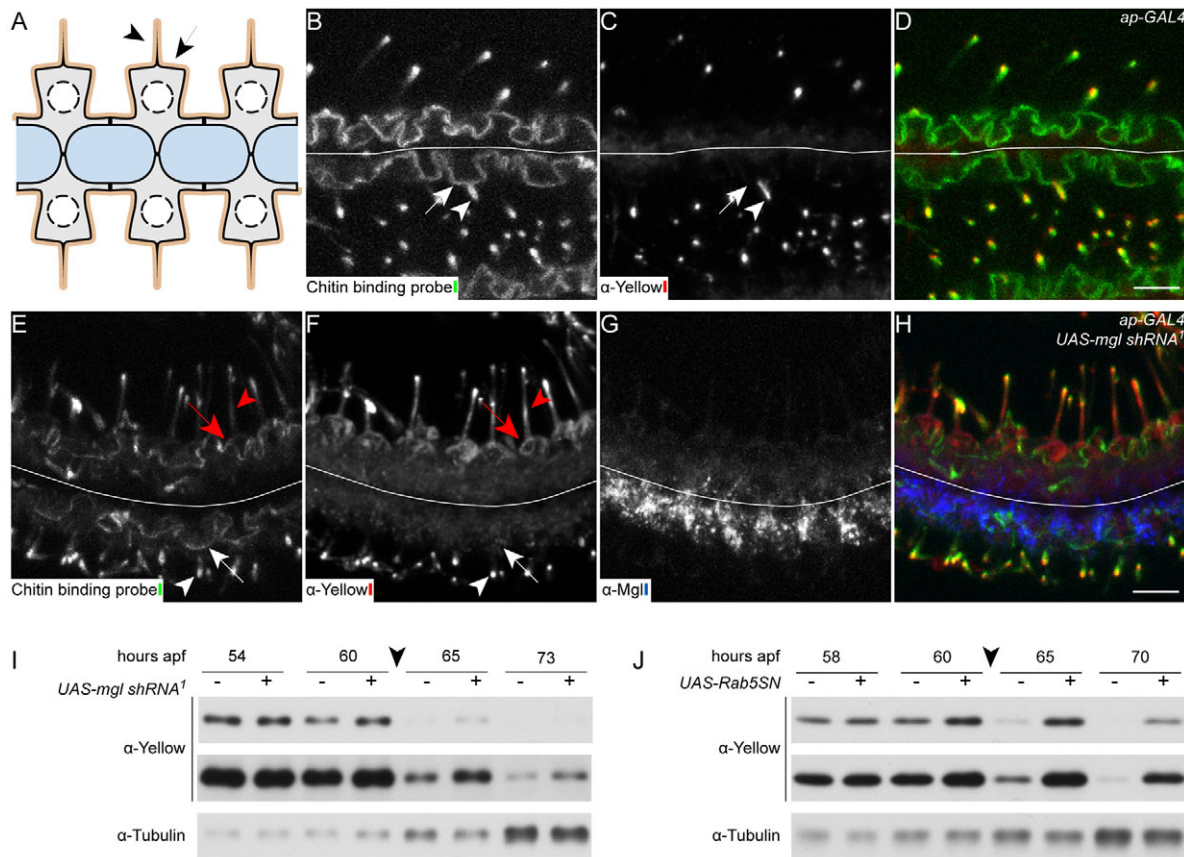 A
B
C
D
ap-GAL4
Chitin binding probe
α-Yellow
E
F
G
H
ap-GAL4
UAS-mgl shRNA¹
Chitin binding probe
α-Yellow
α-Mgl
I
hours apf 54 60 65 73
UAS-mgl shRNA¹ - + - + - + - +
α-Yellow
α-Tubulin
J
hours apf 58 60 65 70
UAS-Rab5SN - + - + - + - +
α-Yellow
α-Tubulin